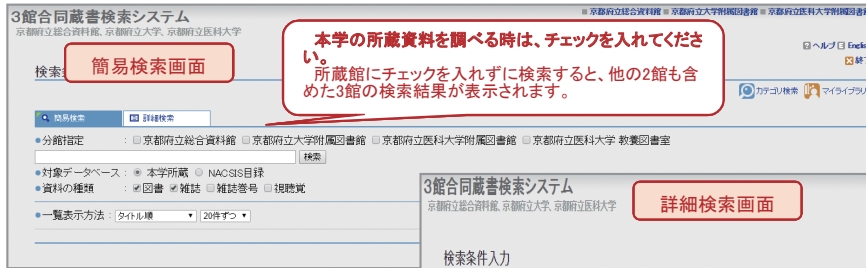 3館合同蔵書検索システム
京都府立総合資料館, 京都府立大学, 京都府立医科大学
■ 京都府立総合資料館 ■ 京都府立大学附属図書館 ■ 京都府立医科大学附属図書
簡易検索画面
本学の所蔵資料を調べる時は、チェックを入れてくださ
い。
所蔵館にチェックを入れずに検索すると、他の2館も含
めた3館の検索結果が表示されます。
ヘルプ Englis
終了
検索
カテゴリ検索 マイライブラリ
簡易検索 詳細検索
●分館指定 : □京都府立総合資料館 □京都府立大学附属図書館 □京都府立医科大学附属図書館 □京都府立医科大学 教養図書室
検索
●対象データベース : ◉ 本学所蔵 ○ NACSIS目録
●資料の種類 : ☑図書 ☑雑誌 □雑誌巻号 □視聴覚
●一覧表示方法 : タイトル順 ▼ 20件ずつ ▼
3館合同蔵書検索システム
京都府立総合資料館, 京都府立大学, 京都府立医科大学
詳細検索画面
検索条件入力